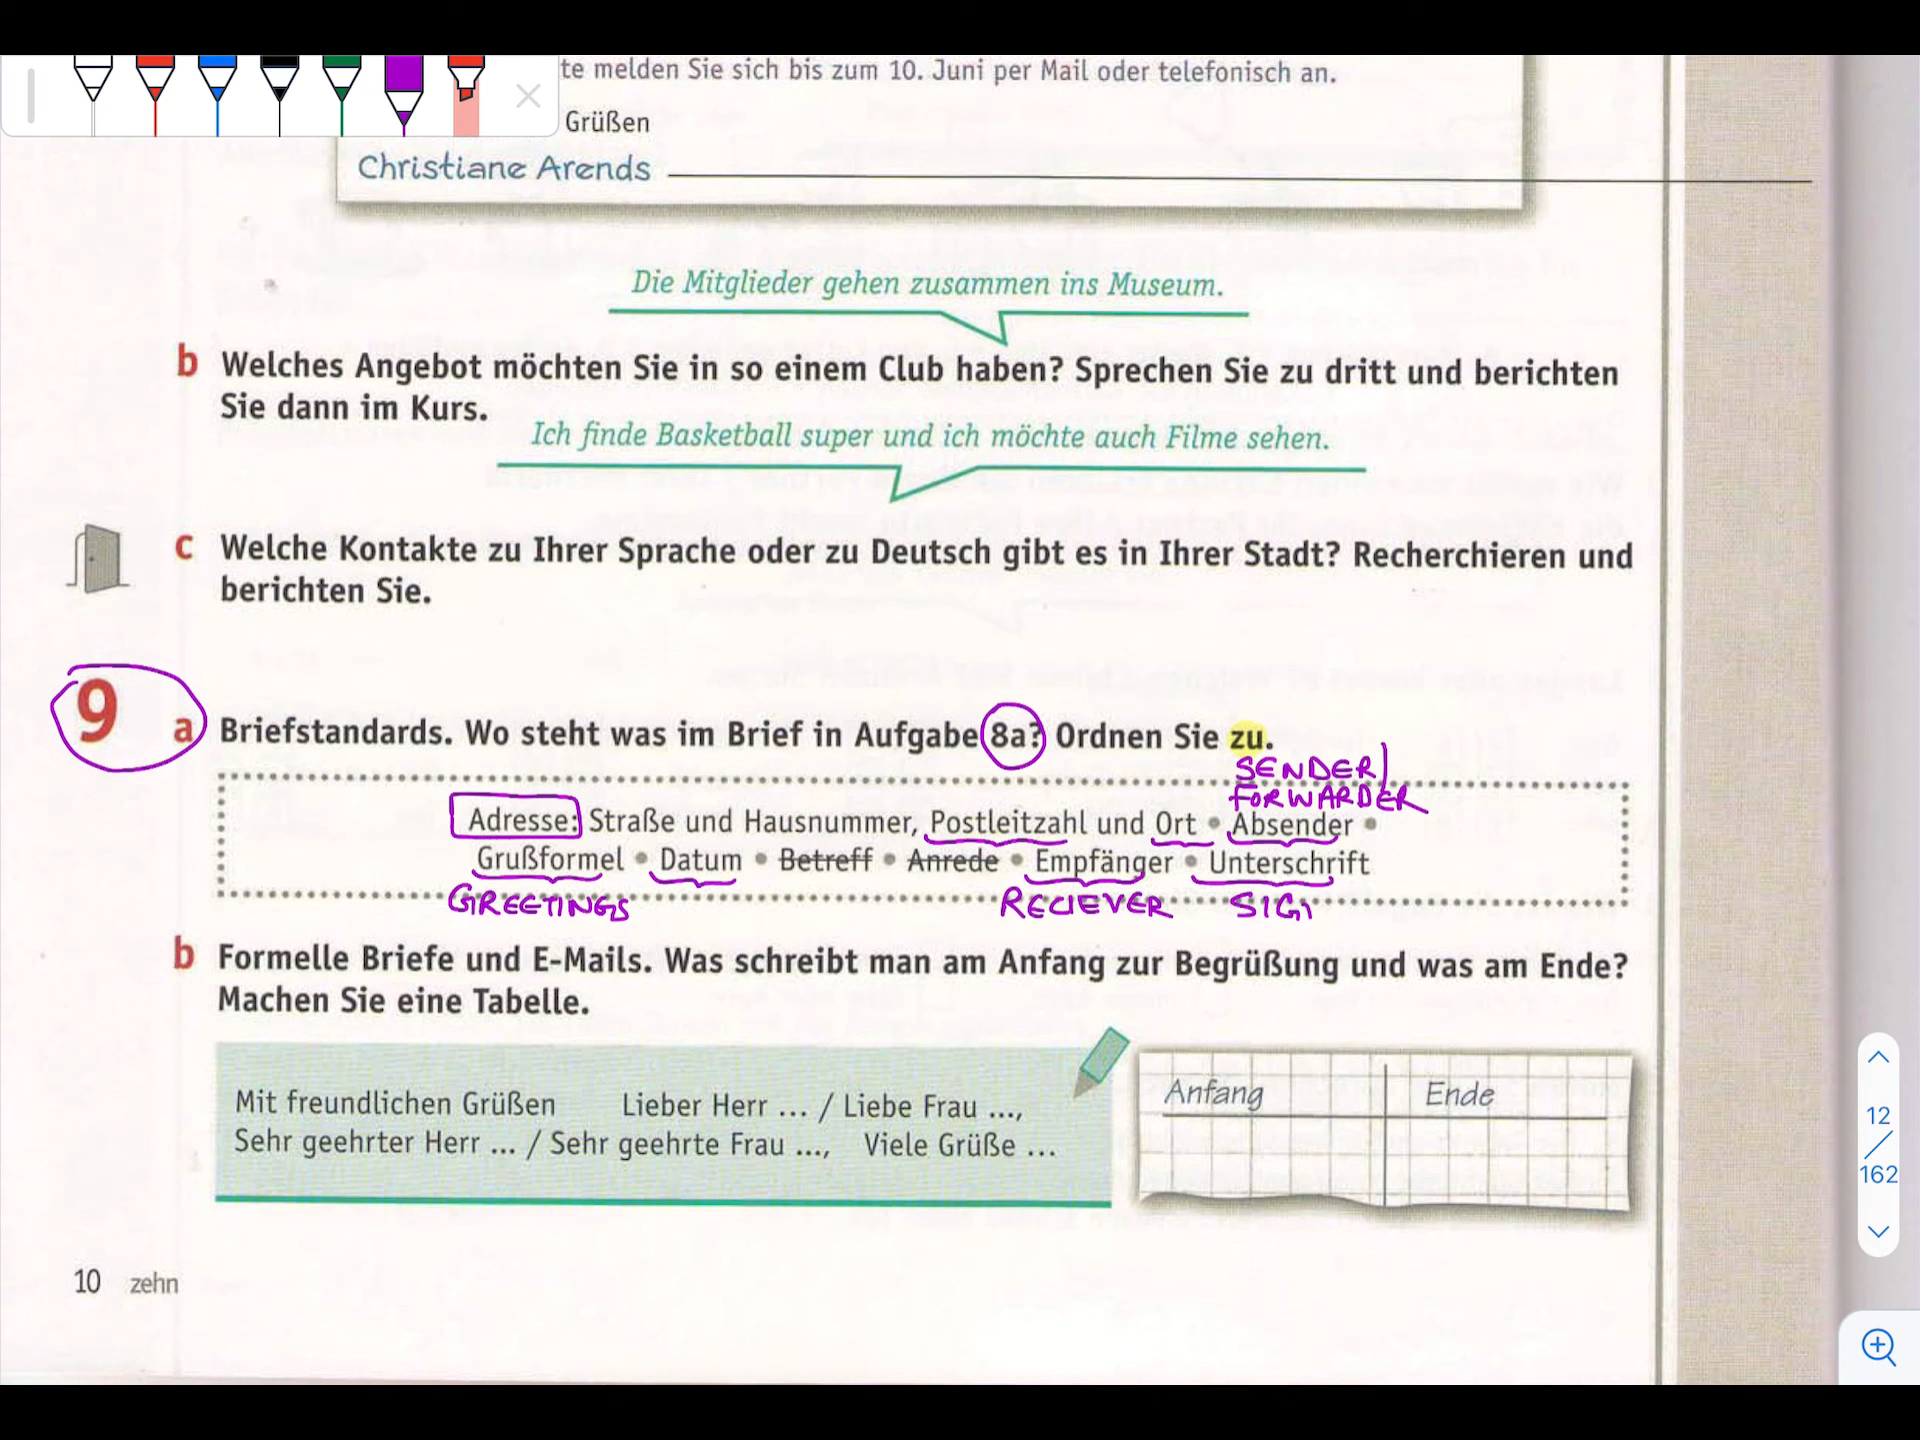 te melden Sie sich bis zum 10. Juni per Mail oder telefonisch an.
Grüßen
Christiane Arends
Die Mitglieder gehen zusammen ins Museum.
b Welches Angebot möchten Sie in so einem Club haben? Sprechen Sie zu dritt und berichten
Sie dann im Kurs.
Ich finde Basketball super und ich möchte auch Filme sehen.
c Welche Kontakte zu Ihrer Sprache oder zu Deutsch gibt es in Ihrer Stadt? Recherchieren und
berichten Sie.
9 a Briefstandards. Wo steht was im Brief in Aufgabe 8a? Ordnen Sie zu.
SENDER/
FORWARDER
Adresse: Straße und Hausnummer, Postleitzahl und Ort • Absender •
Grußformel • Datum • Betreff • Anrede • Empfänger • Unterschrift
GREETINGS RECIEVER SIGI
b Formelle Briefe und E-Mails. Was schreibt man am Anfang zur Begrüßung und was am Ende?
Machen Sie eine Tabelle.
Mit freundlichen Grüßen Lieber Herr ... / Liebe Frau ...,
Sehr geehrter Herr ... / Sehr geehrte Frau ..., Viele Grüße ...
Anfang Ende
10 zehn
12
/
162